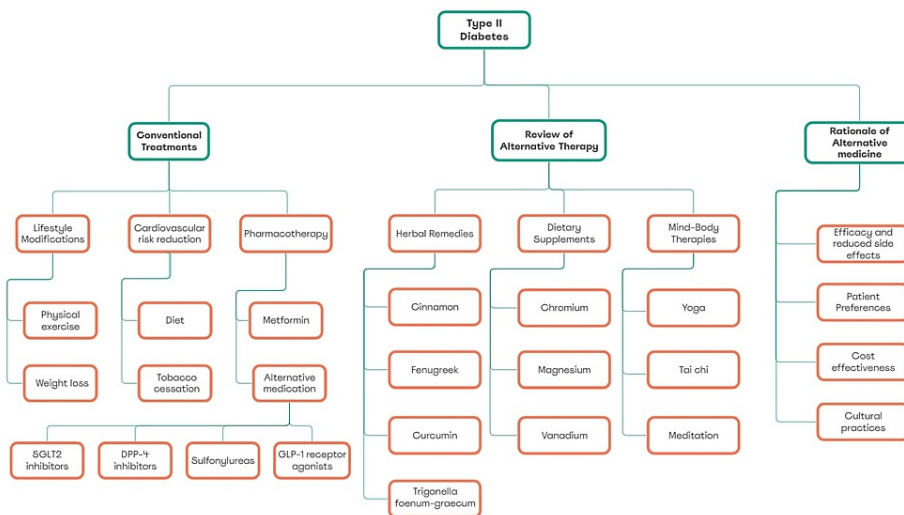 Type II
Diabetes
Conventional
Treatments
Review of
Alternative Therapy
Rationale of
Alternative
medicine
Lifestyle
Modifications
Cardiovascular
risk reduction
Pharmacotherapy
Herbal Remedies
Dietary
Supplements
Mind-Body
Therapies
Efficacy and
reduced side
effects
Physical
exercise
Diet
Metformin
Cinnamon
Chromium
Yoga
Patient
Preferences
Weight loss
Tobacco
cessation
Alternative
medication
Fenugreek
Magnesium
Tai chi
Cost
effectiveness
SGLT2
inhibitors
DPP-4
inhibitors
Sulfonylureas
GLP-1 receptor
agonists
Curcumin
Vanadium
Meditation
Cultural
practices
Trigonella
foenum-graecum